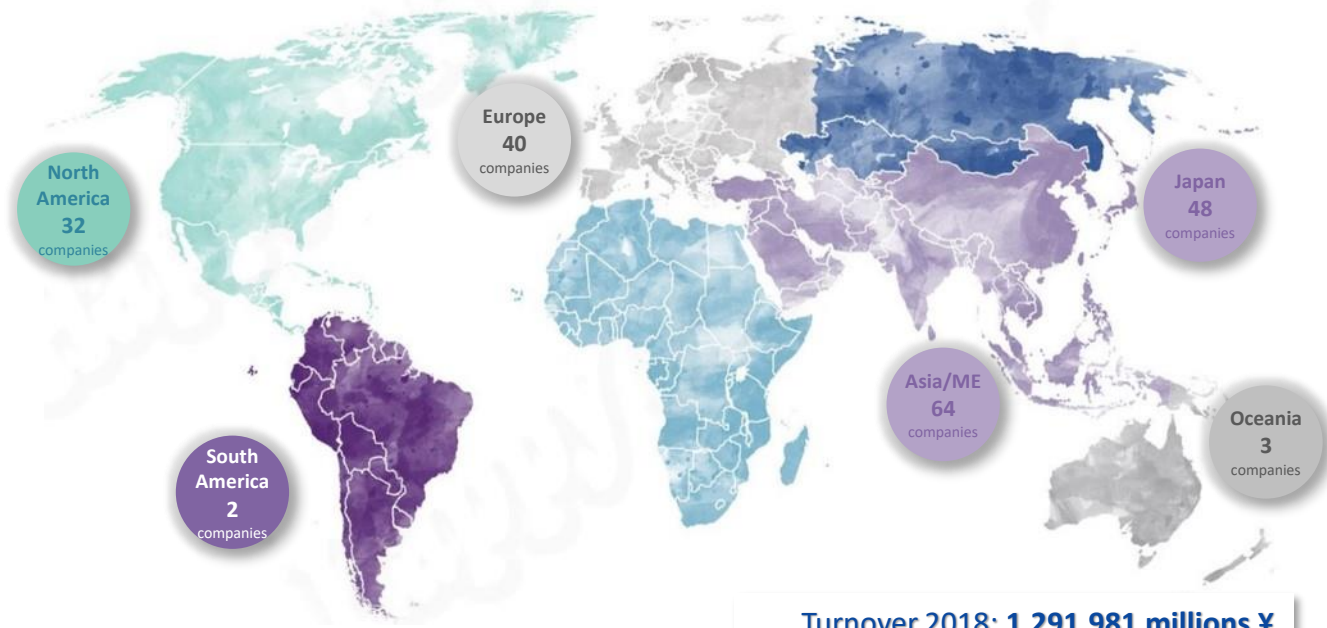 Europe
40
companies
North
America
32
companies
Japan
48
companies
Asia/ME
64
companies
Oceania
3
companies
South
America
2
companies
Turnover 2018: 1 291 981 millions ¥